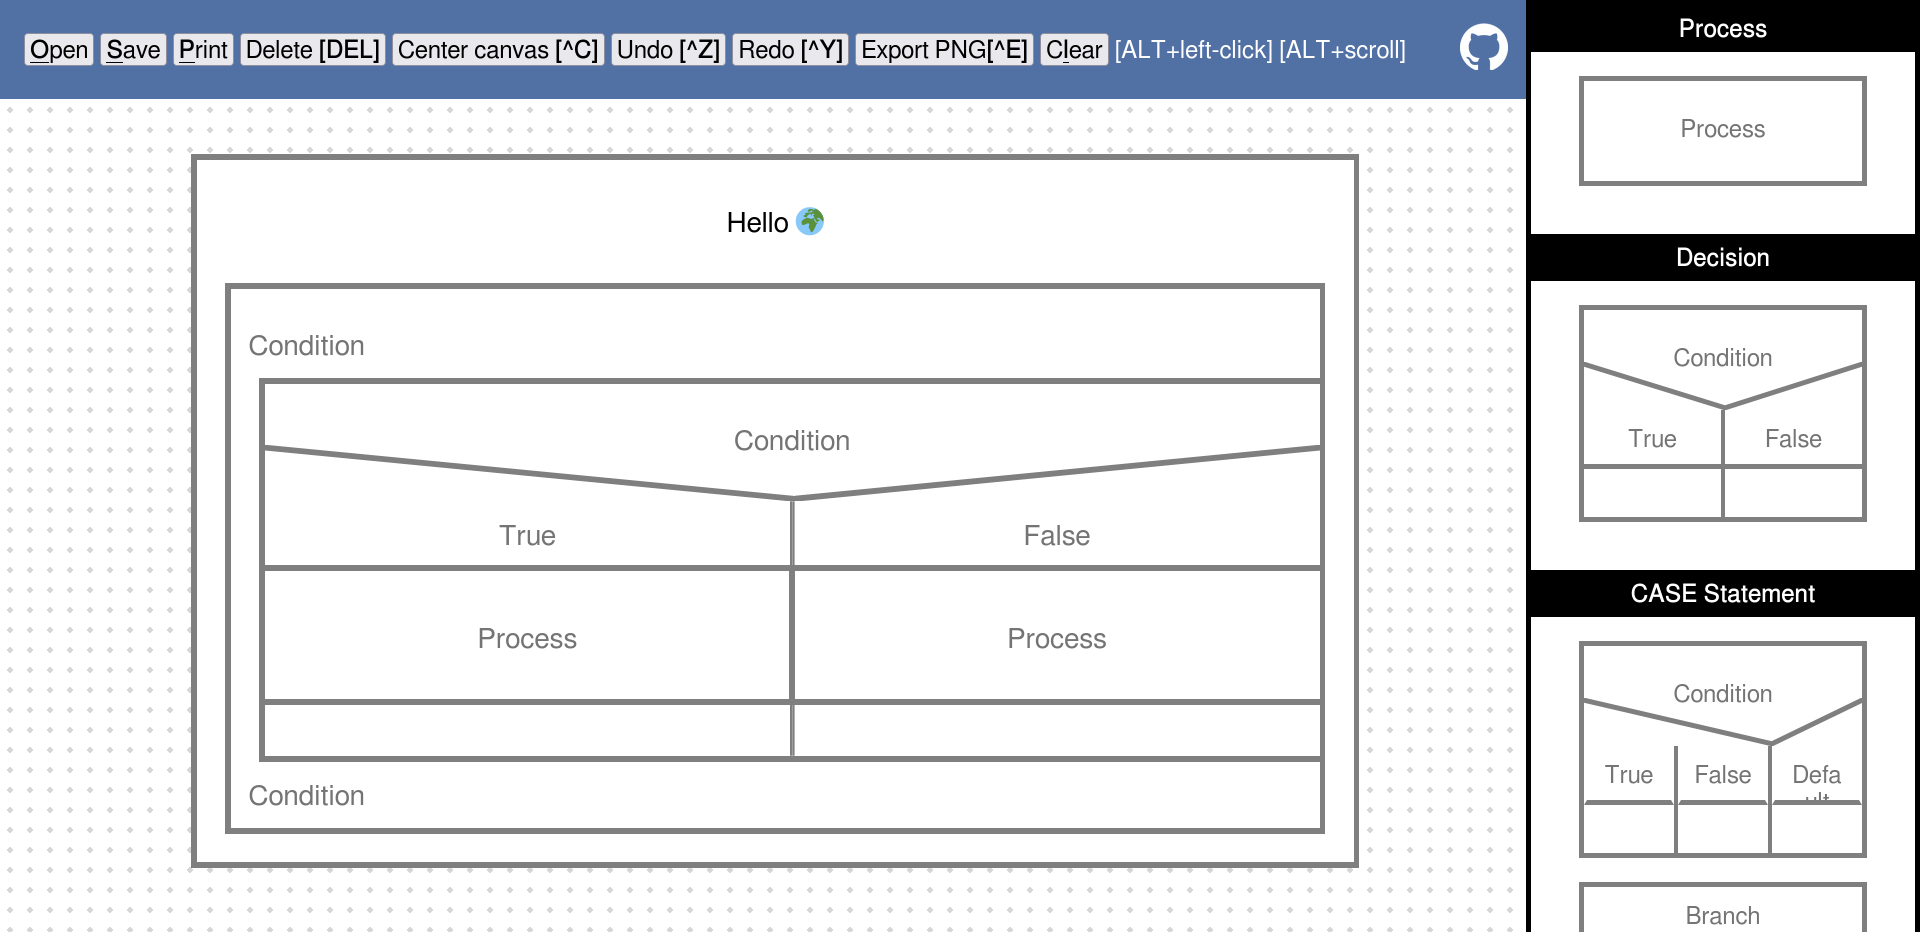 Open Save Print Delete [DEL] Center canvas [^C] Undo [^Z] Redo [^Y] Export PNG[^E] Clear [ALT+left-click] [ALT+scroll]
Hello 🌍
Condition
Condition
True False
Process Process
Condition
Process
Process
Decision
Condition
True False
CASE Statement
Condition
True False Defa
ult
Branch